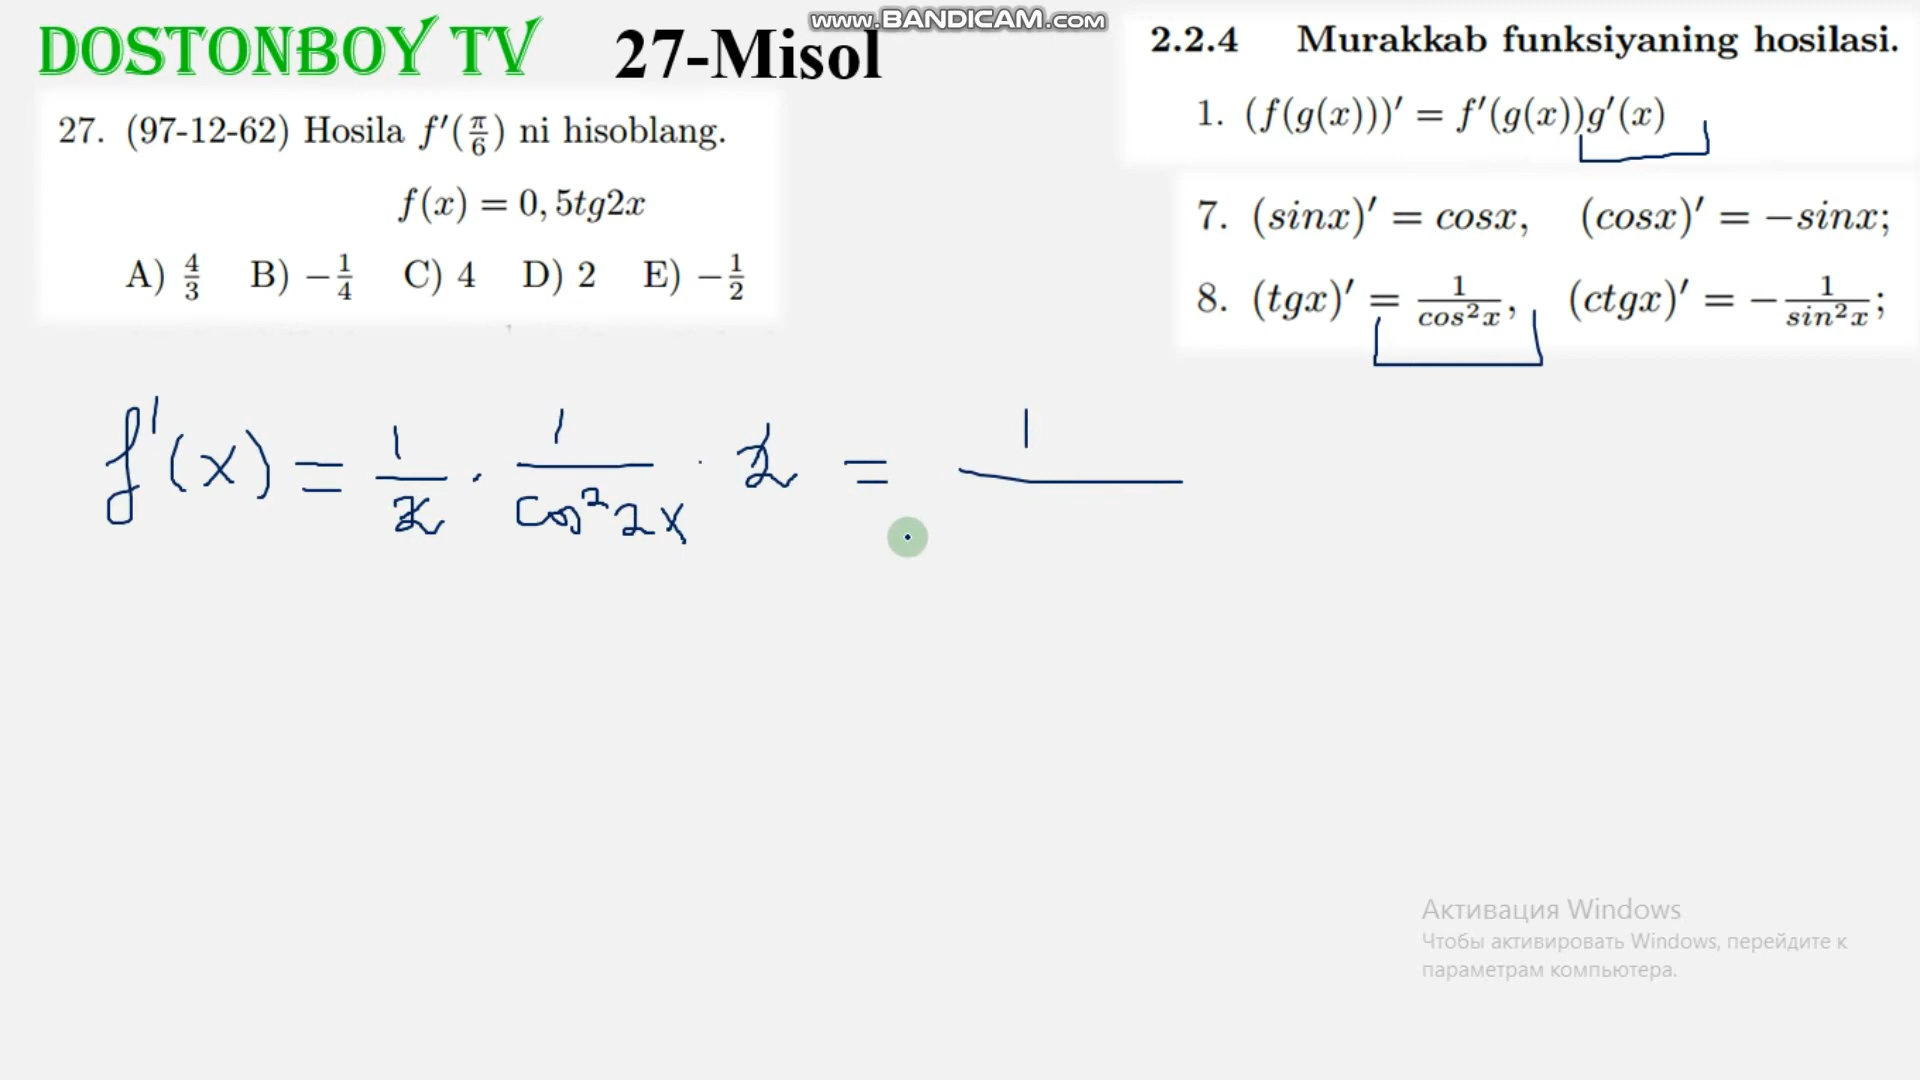 www.BANDICAM.com
DOSTONBOY TV
27-Misol
27. (97-12-62) Hosila f′(π/6) ni hisoblang.
f(x) = 0, 5tg2x
A) 4/3 B) −1/4 C) 4 D) 2 E) −1/2
2.2.4 Murakkab funksiyaning hosilasi.
1. (f(g(x)))′ = f′(g(x))g′(x)
7. (sinx)′ = cosx, (cosx)′ = −sinx;
8. (tgx)′ = 1/cos²x, (ctgx)′ = −1/sin²x;
f′(x) = 1/2 · 1/cos²2x · 2 = 1
Активация Windows
Чтобы активировать Windows, перейдите к
параметрам компьютера.